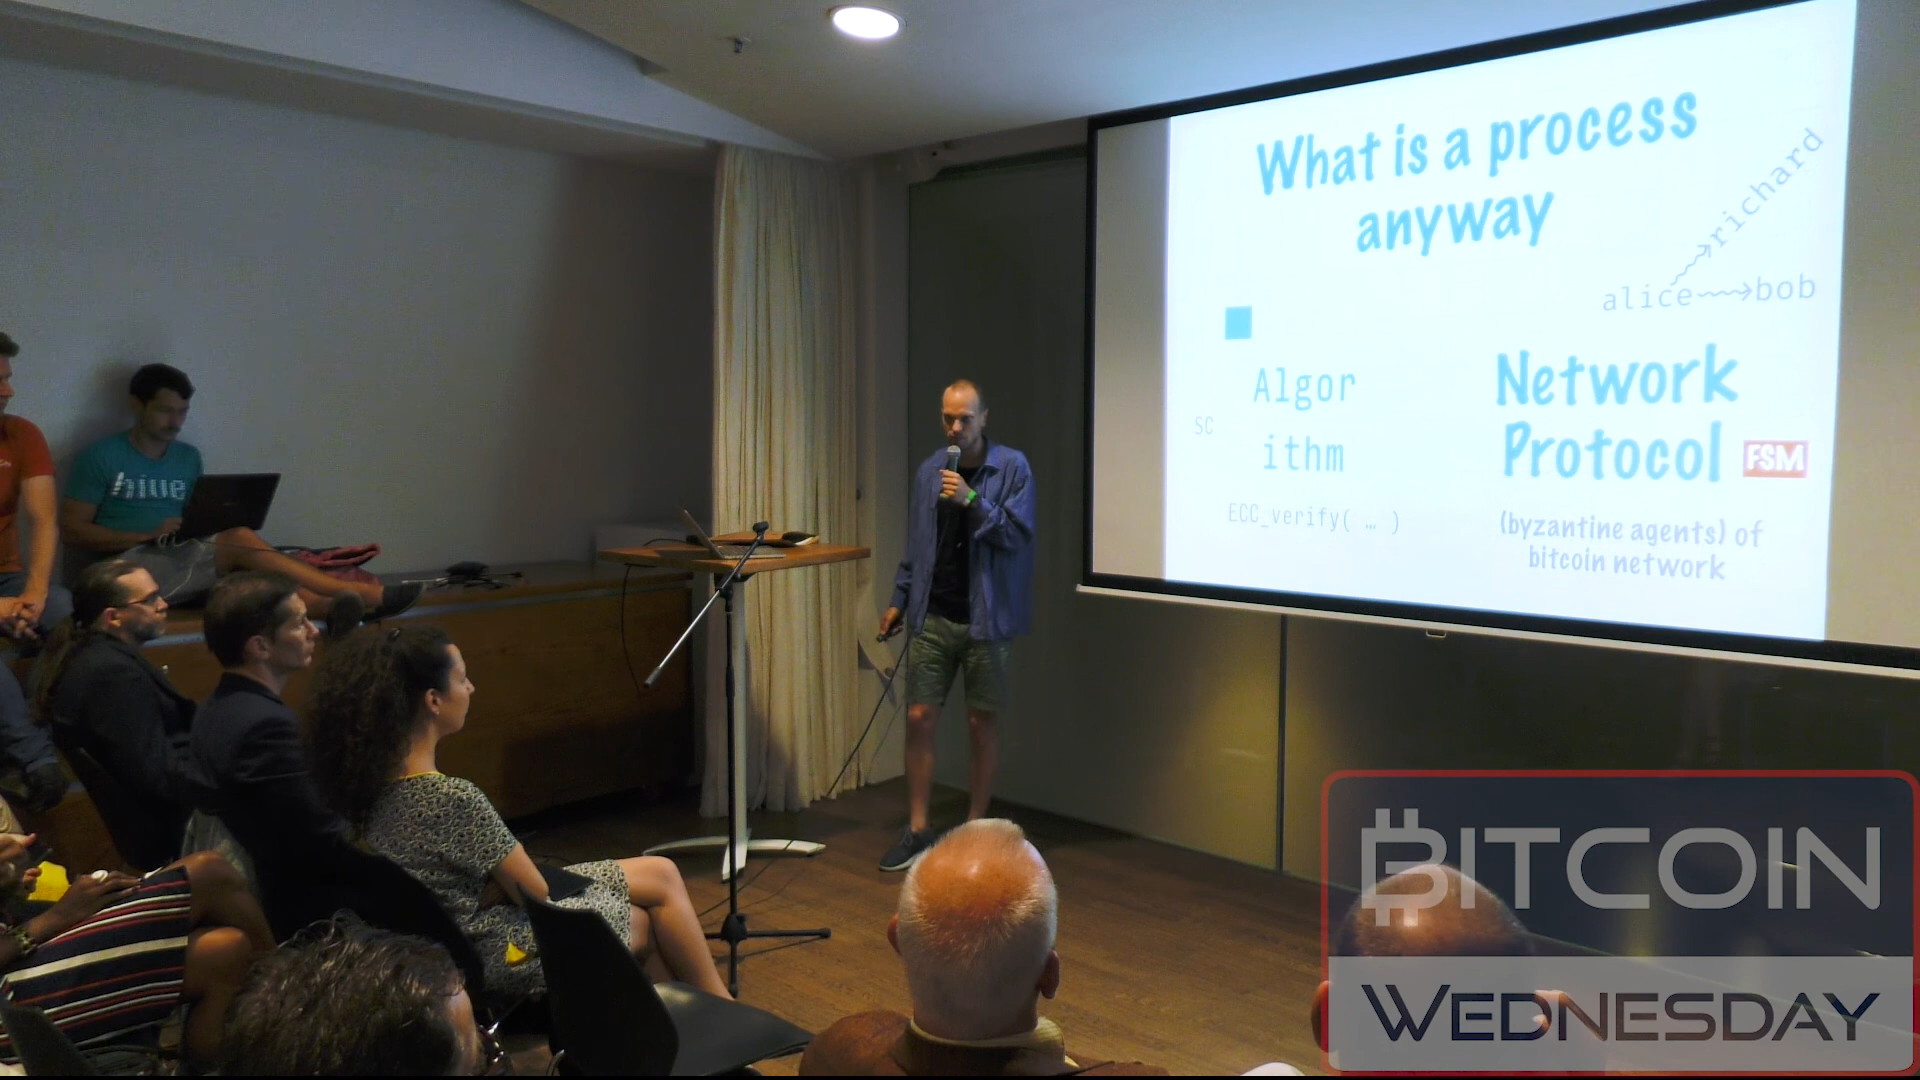 What is a process
anyway
richard
alice bob
Algor
ithm
SC
ECC_verify( … )
Network
Protocol
FSM
(byzantine agents) of
bitcoin network
hiue
BITCOIN
WEDNESDAY